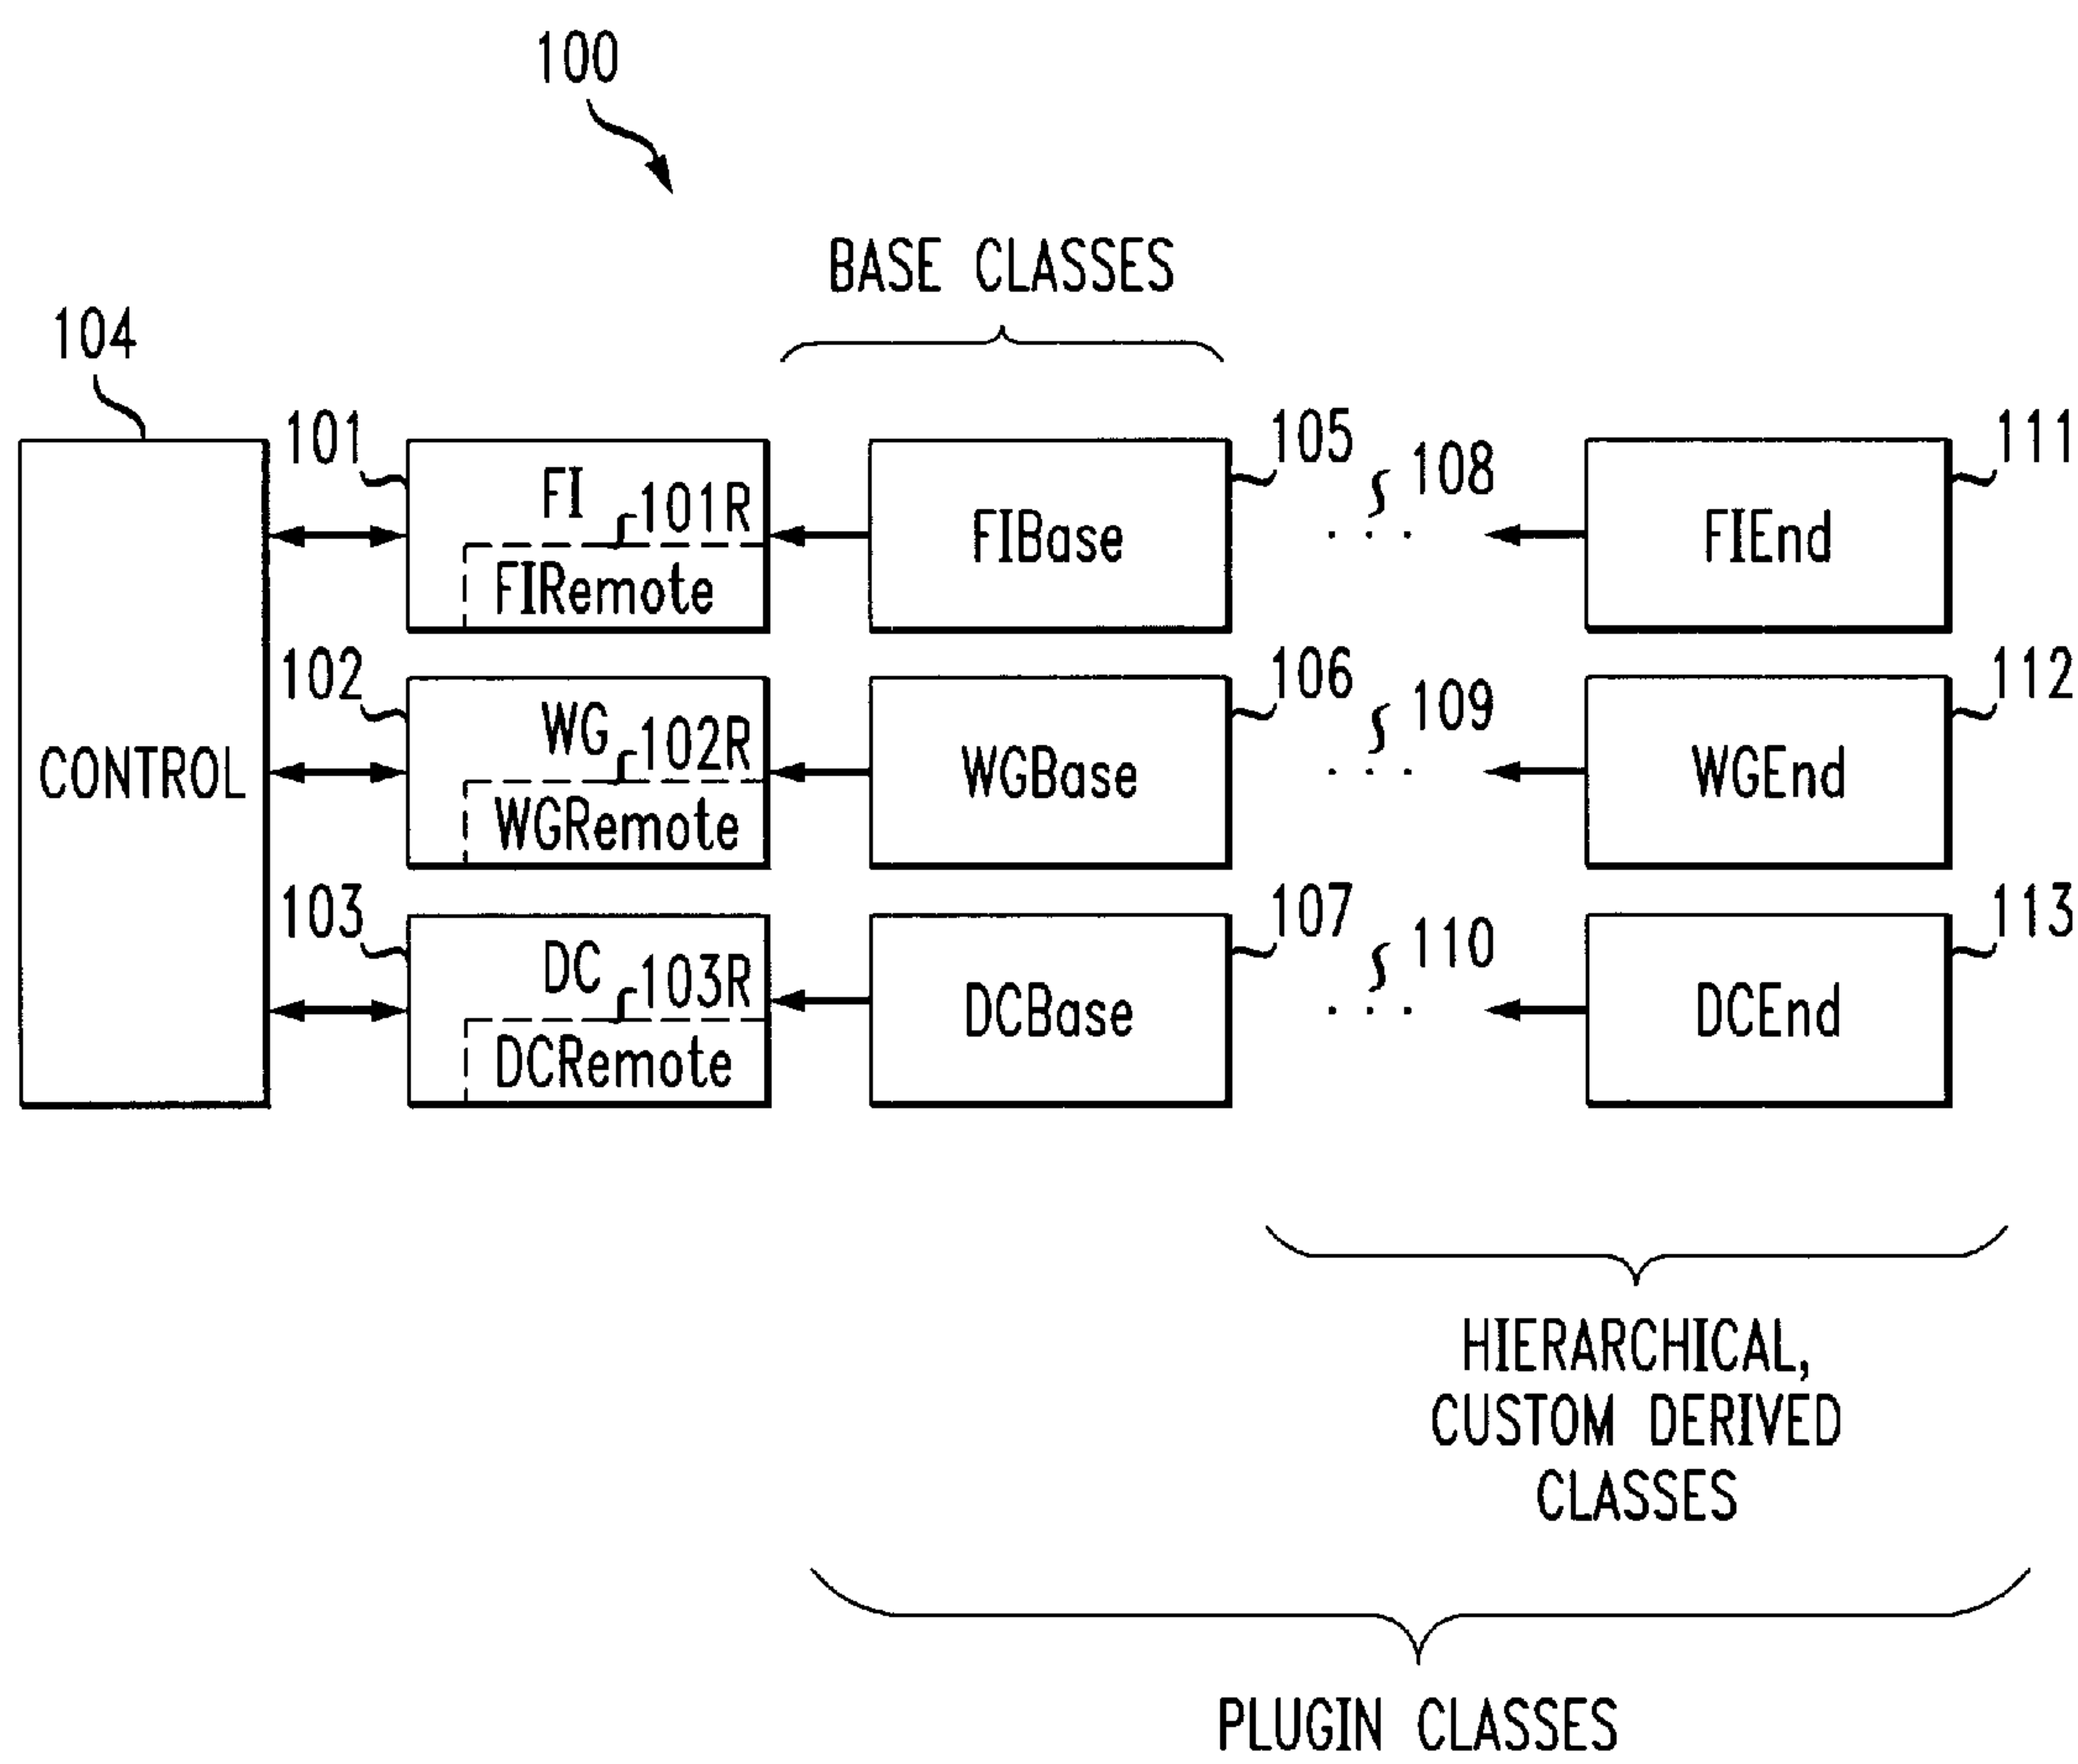 100
BASE CLASSES
104
101
105
108
111
FI
101R
FIRemote
FIBase
. . .
FIEnd
102
106
109
112
CONTROL
WG
102R
WGRemote
WGBase
. . .
WGEnd
103
107
110
113
DC
103R
DCRemote
DCBase
. . .
DCEnd
HIERARCHICAL,
CUSTOM DERIVED
CLASSES
PLUGIN CLASSES